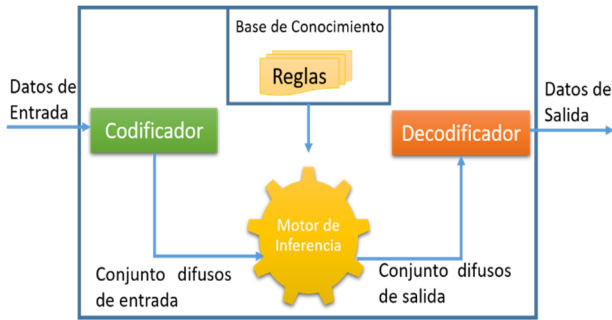 Base de Conocimiento
Reglas
Datos de
Entrada
Codificador
Datos de
Salida
Decodificador
Motor de
Inferencia
Conjunto difusos
de entrada
Conjunto difusos
de salida